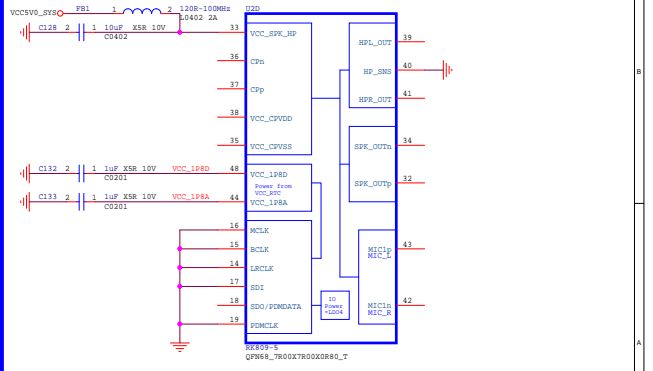 VCC5V0_SYS FB1 1 2 120R-100MHz U2D
L0402 2A
C128 2 1 10uF X5R 10V 33 VCC_SPK_HP HPL_OUT 39
C0402
36 CPn HP_SNS 40 B
37 CPp HPR_OUT 41
38 VCC_CPVDD
35 VCC_CPVSS SPK_OUTn 34
C132 2 1 1uF X5R 10V VCC_1P8D 48 VCC_1P8D
C0201 Power from SPK_OUTp 32
VCC_RTC
C133 2 1 1uF X5R 10V VCC_1P8A 44 VCC_1P8A
C0201
16 MCLK
15 BCLK MIC1p 43
MIC_L
14 LRCLK
17 SDI
18 SDO/PDMDATA IO MIC1n 42
Power MIC_R
=LDO4
19 PDMCLK
A
RK809-5
QFN68_7R00X7R00X0R80_T